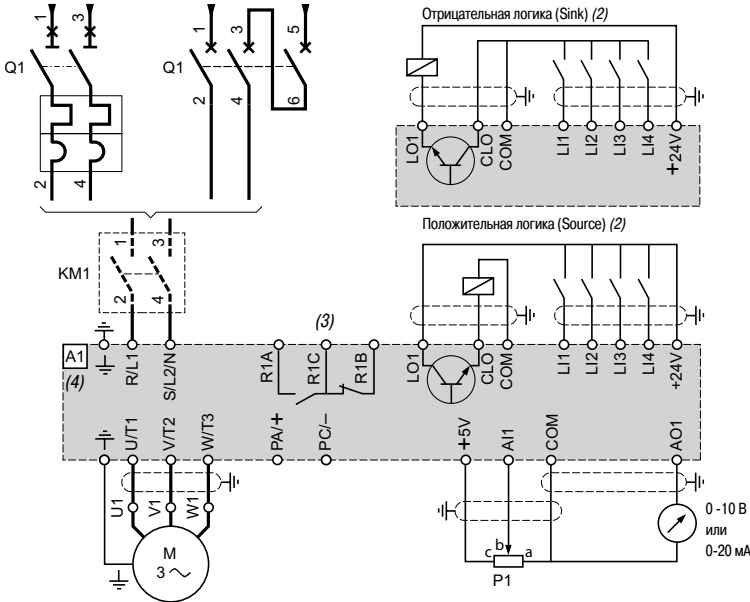 Отрицательная логика (Sink) (2)
1 3
1 3 5
Q1
Q1
2 4 6
2 4
LO1 CLO COM LI1 LI2 LI3 LI4 +24V
Положительная логика (Source) (2)
1 3
KM1
2 4
(3)
A1
(4)
R/L1 S/L2/N R1A R1C R1B LO1 CLO COM LI1 LI2 LI3 LI4 +24V
U/T1 V/T2 W/T3 PA/+ PC/– +5V AI1 COM AO1
U1 V1 W1
0 -10 В
или
0-20 мА
M
3
c b a
P1